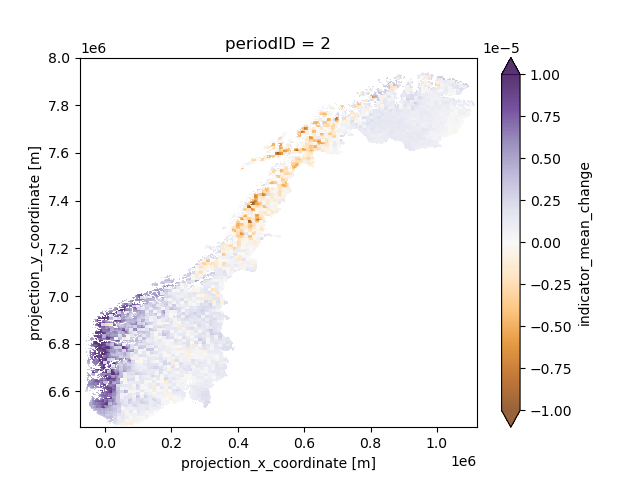 periodID = 2
1e6
8.0
7.8
7.6
7.4
7.2
7.0
6.8
6.6
projection_y_coordinate [m]
0.0 0.2 0.4 0.6 0.8 1.0
1e6
projection_x_coordinate [m]
1e−5
1.00
0.75
0.50
0.25
0.00
−0.25
−0.50
−0.75
−1.00
indicator_mean_change